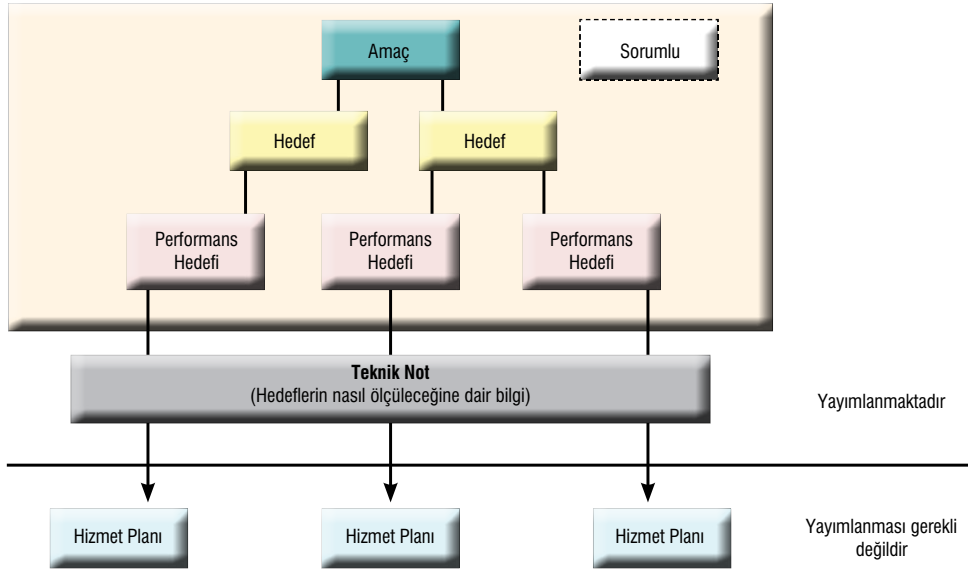 Amaç
Sorumlu
Hedef
Hedef
Performans
Hedefi
Performans
Hedefi
Performans
Hedefi
Teknik Not
(Hedeflerin nasıl ölçüleceğine dair bilgi)
Yayımlanmaktadır
Hizmet Planı
Hizmet Planı
Hizmet Planı
Yayımlanması gerekli
değildir